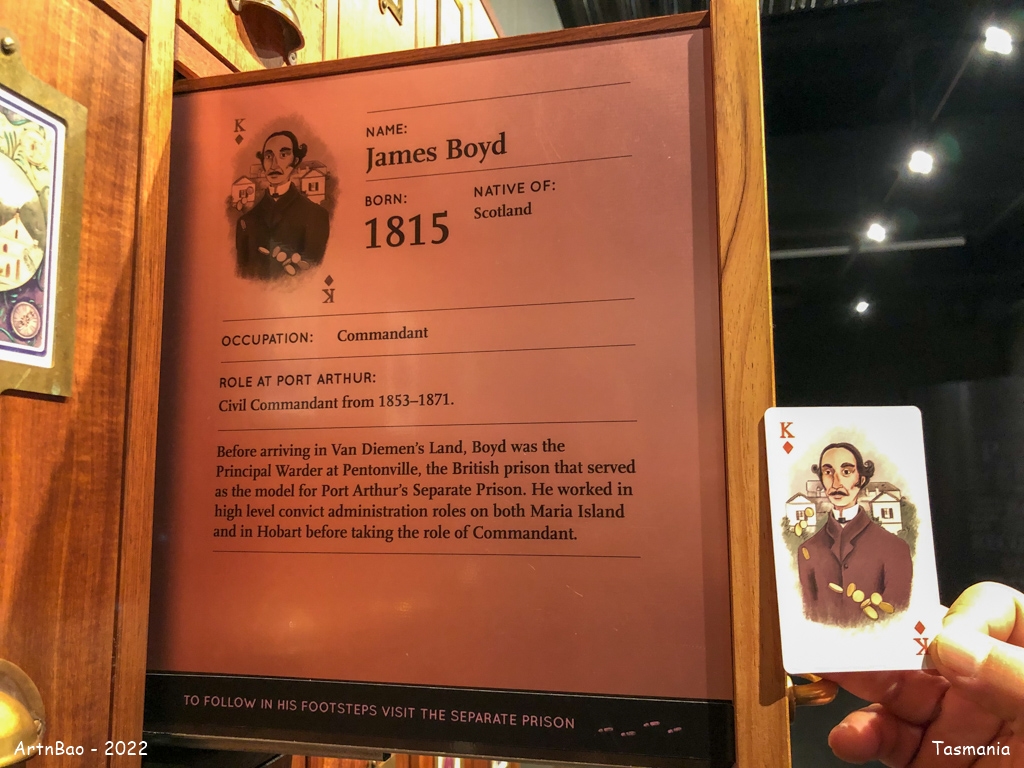 K
NAME:
James Boyd
BORN:
NATIVE OF:
1815
Scotland
K
OCCUPATION: Commandant
ROLE AT PORT ARTHUR:
Civil Commandant from 1853–1871.
Before arriving in Van Diemen's Land, Boyd was the
Principal Warder at Pentonville, the British prison that served
as the model for Port Arthur's Separate Prison. He worked in
high level convict administration roles on both Maria Island
and in Hobart before taking the role of Commandant.
TO FOLLOW IN HIS FOOTSTEPS VISIT THE SEPARATE PRISON
K
K
ArtnBao - 2022
Tasmania